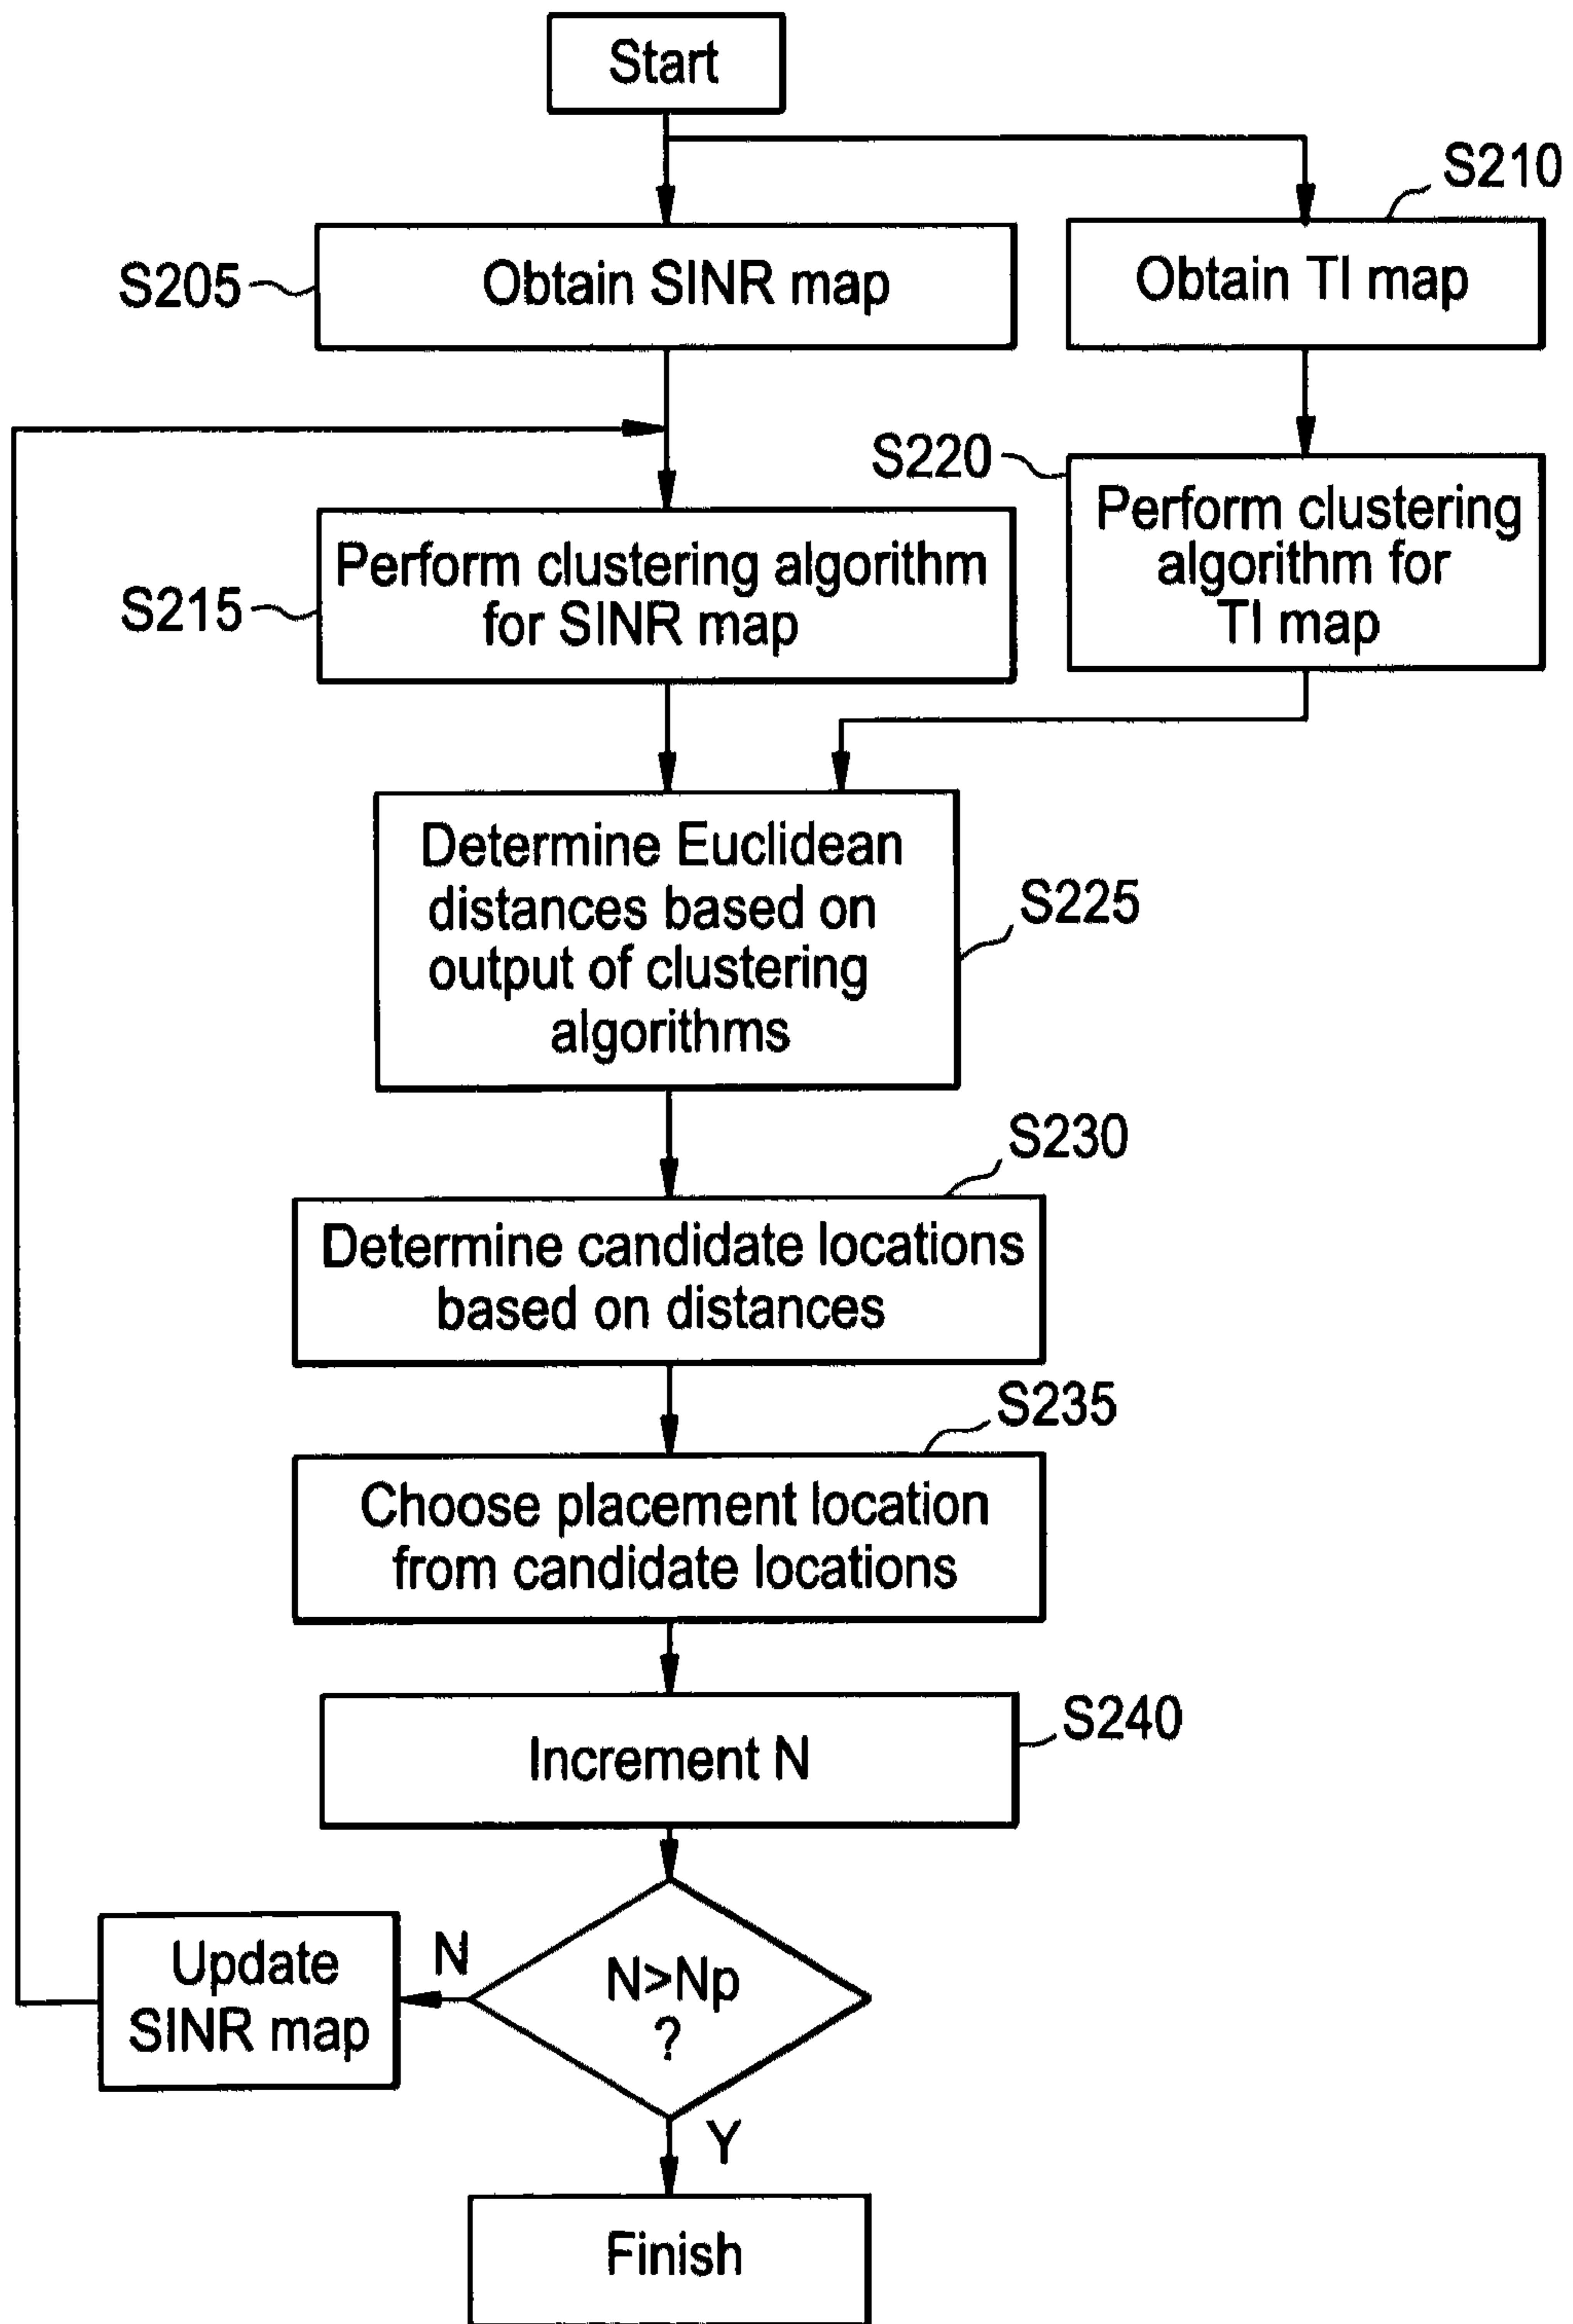 Start
S210
S205
Obtain SINR map
Obtain TI map
S220
Perform clustering
algorithm for
TI map
S215
Perform clustering algorithm
for SINR map
Determine Euclidean
distances based on
output of clustering
algorithms
S225
S230
Determine candidate locations
based on distances
S235
Choose placement location
from candidate locations
S240
Increment N
Update
SINR map
N
N>Np
?
Y
Finish